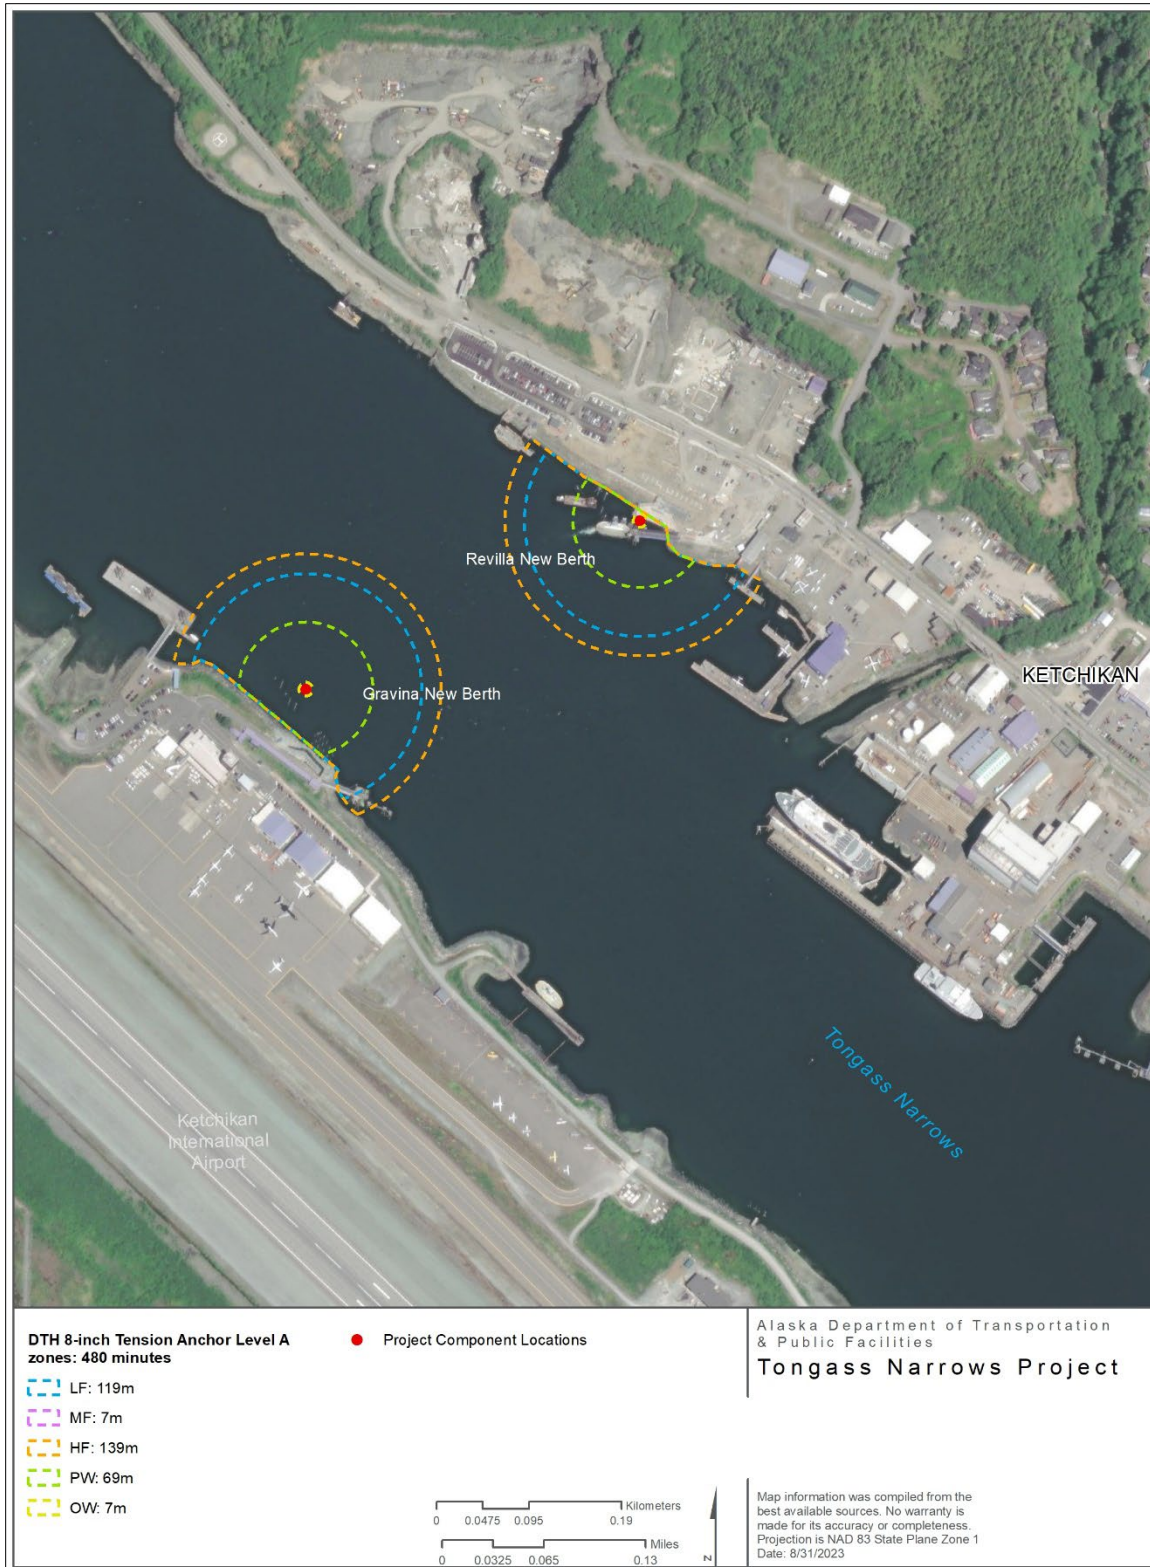 Revilla New Berth
Gravina New Berth
KETCHIKAN
Tongass Narrows
Ketchikan
International
Airport
H
DTH 8-inch Tension Anchor Level A
zones: 480 minutes
LF: 119m
MF: 7m
HF: 139m
PW: 69m
OW: 7m
Project Component Locations
Kilometers
0 0.0475 0.095 0.19
Miles
0 0.0325 0.065 0.13
N
Alaska Department of Transportation
& Public Facilities
Tongass Narrows Project
Map information was compiled from the
best available sources. No warranty is
made for its accuracy or completeness.
Projection is NAD 83 State Plane Zone 1
Date: 8/31/2023